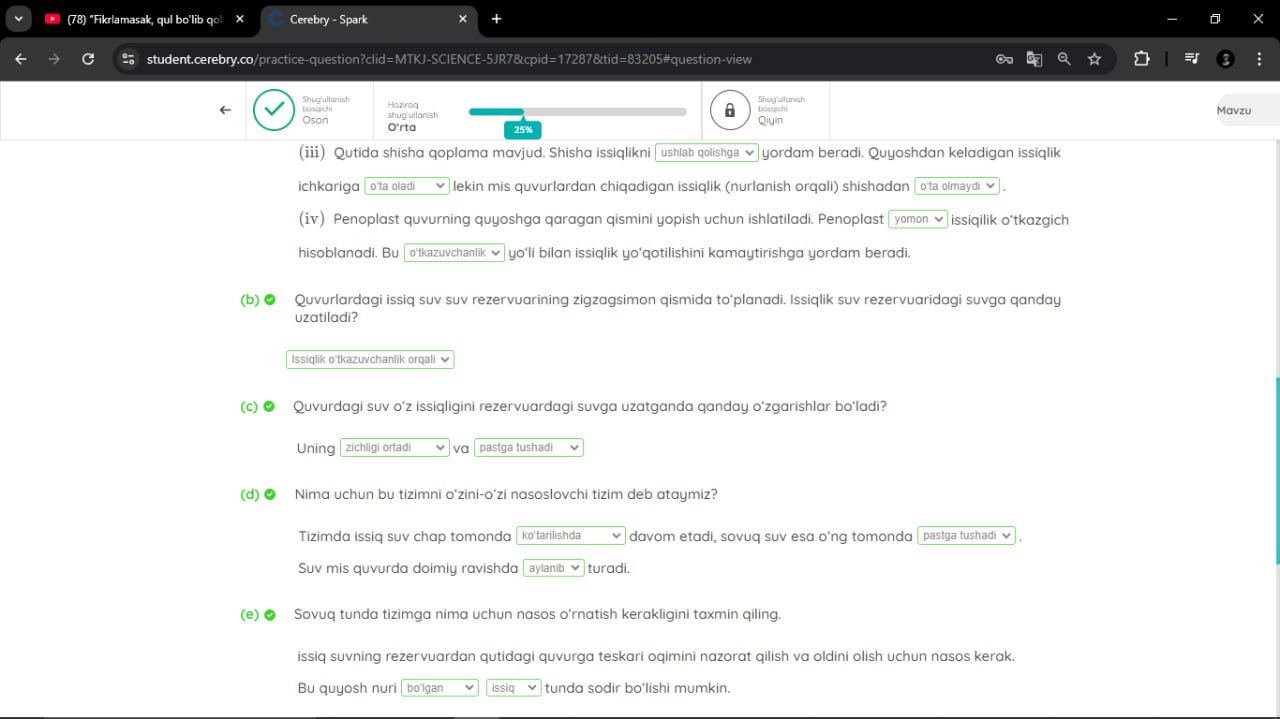 (78) "Fikrlamasak, qul bo'lib qol
Cerebry - Spark
student.cerebry.co/practice-question?clid=MTKJ-SCIENCE-5JR7&cpid=17287&tid=83205#question-view
Shug'ullanish bosqichi
Oson
Hoziroq shug'ullanish
O'rta
25%
Shug'ullanish bosqichi
Qiyin
Mavzu
(iii) Qutida shisha qoplama mavjud. Shisha issiqlikni ushlab qolishga yordam beradi. Quyoshdan keladigan issiqlik
ichkariga o'ta oladi lekin mis quvurlardan chiqadigan issiqlik (nurlanish orqali) shishadan o'ta olmaydi .
(iv) Penoplast quvurning quyoshga qaragan qismini yopish uchun ishlatiladi. Penoplast yomon issiqilik o'tkazgich
hisoblanadi. Bu o'tkazuvchanlik yo'li bilan issiqlik yo'qotilishini kamaytirishga yordam beradi.
(b) Quvurlardagi issiq suv suv rezervuarining zigzagsimon qismida to'planadi. Issiqlik suv rezervuaridagi suvga qanday
uzatiladi?
Issiqlik o'tkazuvchanlik orqali
(c) Quvurdagi suv o'z issiqligini rezervuardagi suvga uzatganda qanday o'zgarishlar bo'ladi?
Uning zichligi ortadi va pastga tushadi
(d) Nima uchun bu tizimni o'zini-o'zi nasoslovchi tizim deb ataymiz?
Tizimda issiq suv chap tomonda ko'tarilishda davom etadi, sovuq suv esa o'ng tomonda pastga tushadi .
Suv mis quvurda doimiy ravishda aylanib turadi.
(e) Sovuq tunda tizimga nima uchun nasos o'rnatish kerakligini taxmin qiling.
issiq suvning rezervuardan qutidagi quvurga teskari oqimini nazorat qilish va oldini olish uchun nasos kerak.
Bu quyosh nuri bo'lgan issiq tunda sodir bo'lishi mumkin.